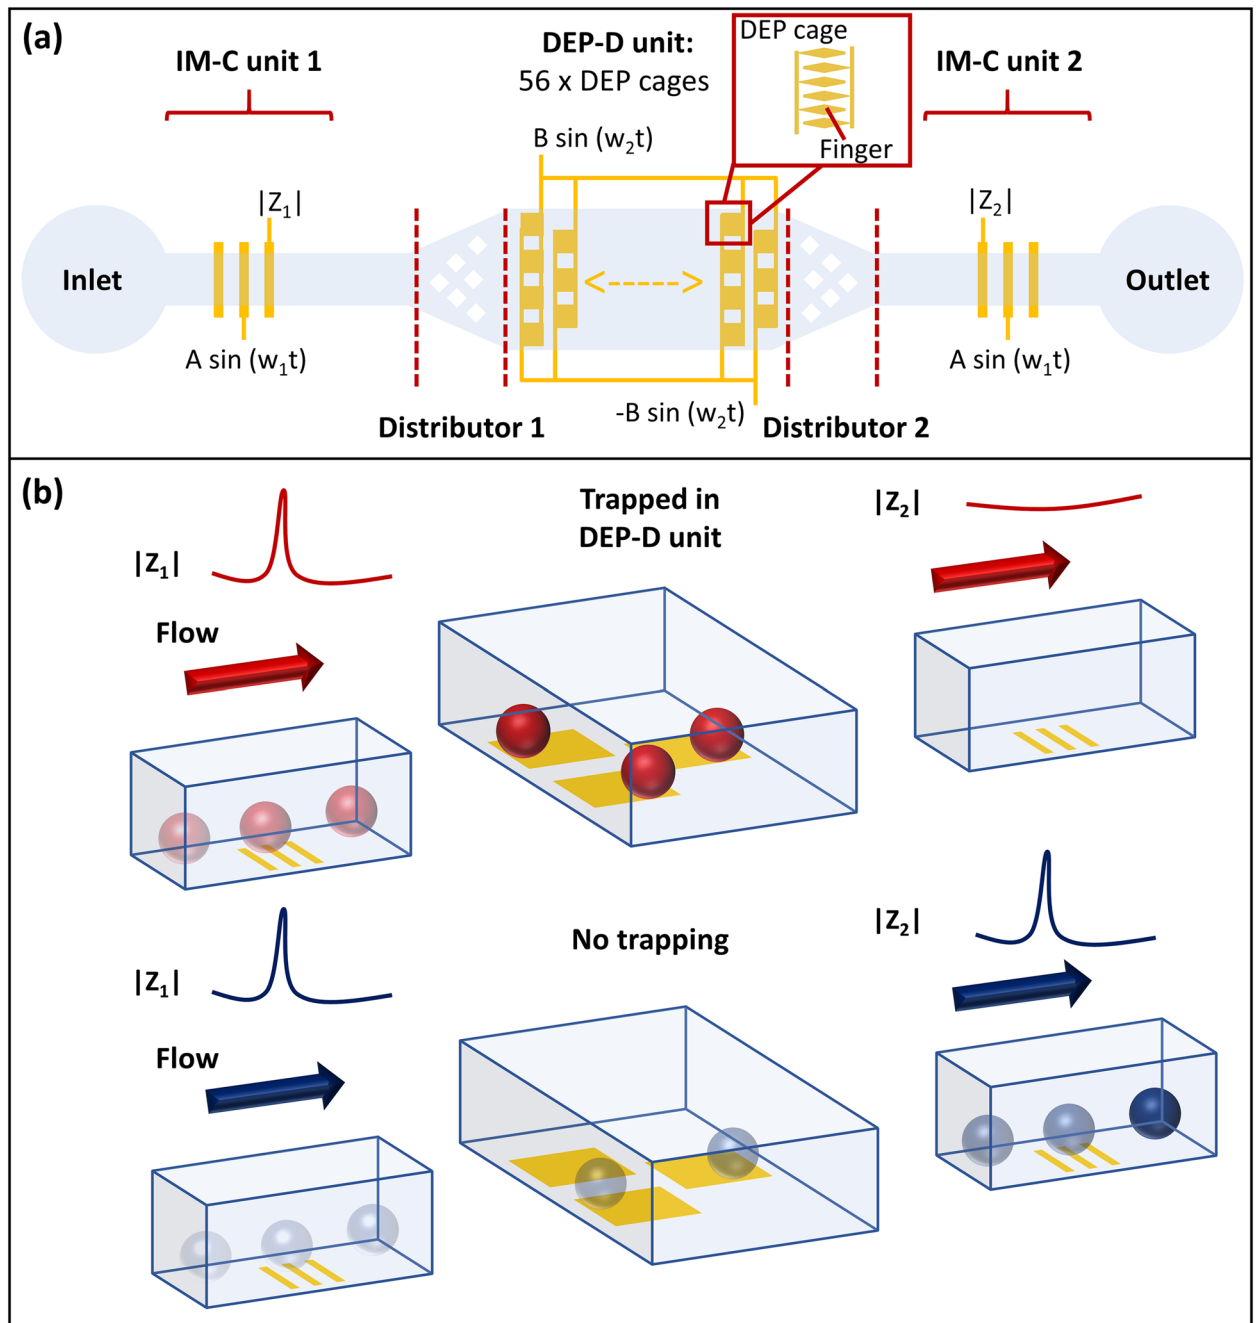 (a)
IM-C unit 1
DEP-D unit:
56 x DEP cages
DEP cage
Finger
IM-C unit 2
B sin (w₂t)
|Z₁|
|Z₂|
Inlet
<----->
Outlet
A sin (w₁t)
A sin (w₁t)
-B sin (w₂t)
Distributor 1
Distributor 2
(b)
|Z₁|
Trapped in
DEP-D unit
|Z₂|
Flow
|Z₁|
No trapping
|Z₂|
Flow